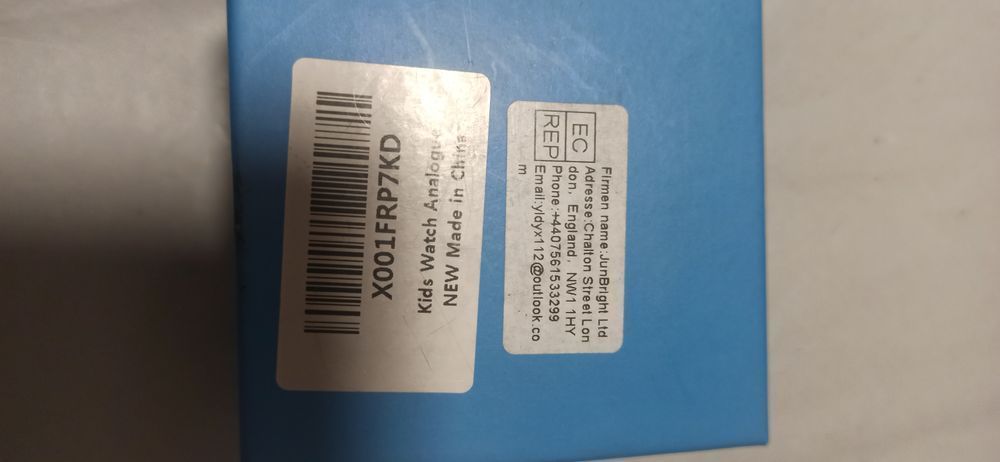 X001FRP7KD
Kids Watch Analogue
NEW Made in China
EC
REP
Firmen name:JunBright Ltd
Adresse:Chalton Street Lon
don, England, NW1 1HY
Phone:+4407561533299
Email:yldyx112@outlook.co
m